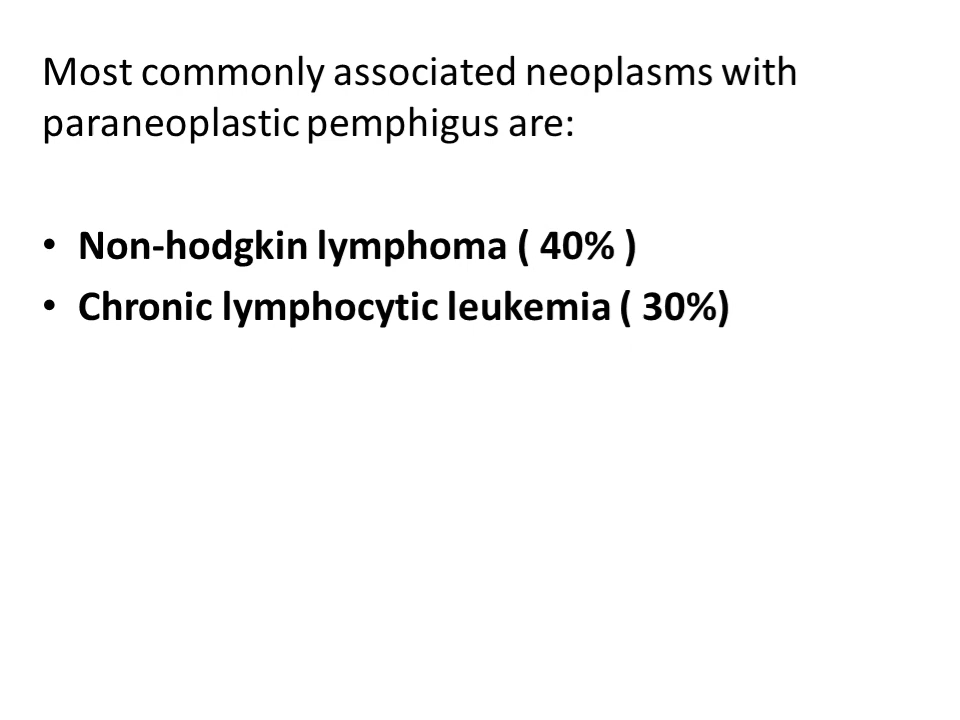 Most commonly associated neoplasms with
paraneoplastic pemphigus are:
• Non-hodgkin lymphoma ( 40% )
• Chronic lymphocytic leukemia ( 30%)